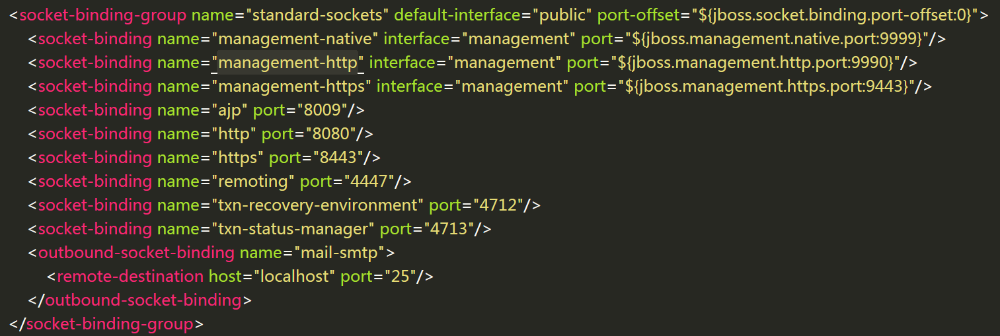 <socket-binding-group name="standard-sockets" default-interface="public" port-offset="${jboss.socket.binding.port-offset:0}">
<socket-binding name="management-native" interface="management" port="${jboss.management.native.port:9999}"/>
<socket-binding name="management-http" interface="management" port="${jboss.management.http.port:9990}"/>
<socket-binding name="management-https" interface="management" port="${jboss.management.https.port:9443}"/>
<socket-binding name="ajp" port="8009"/>
<socket-binding name="http" port="8080"/>
<socket-binding name="https" port="8443"/>
<socket-binding name="remoting" port="4447"/>
<socket-binding name="txn-recovery-environment" port="4712"/>
<socket-binding name="txn-status-manager" port="4713"/>
<outbound-socket-binding name="mail-smtp">
<remote-destination host="localhost" port="25"/>
</outbound-socket-binding>
</socket-binding-group>